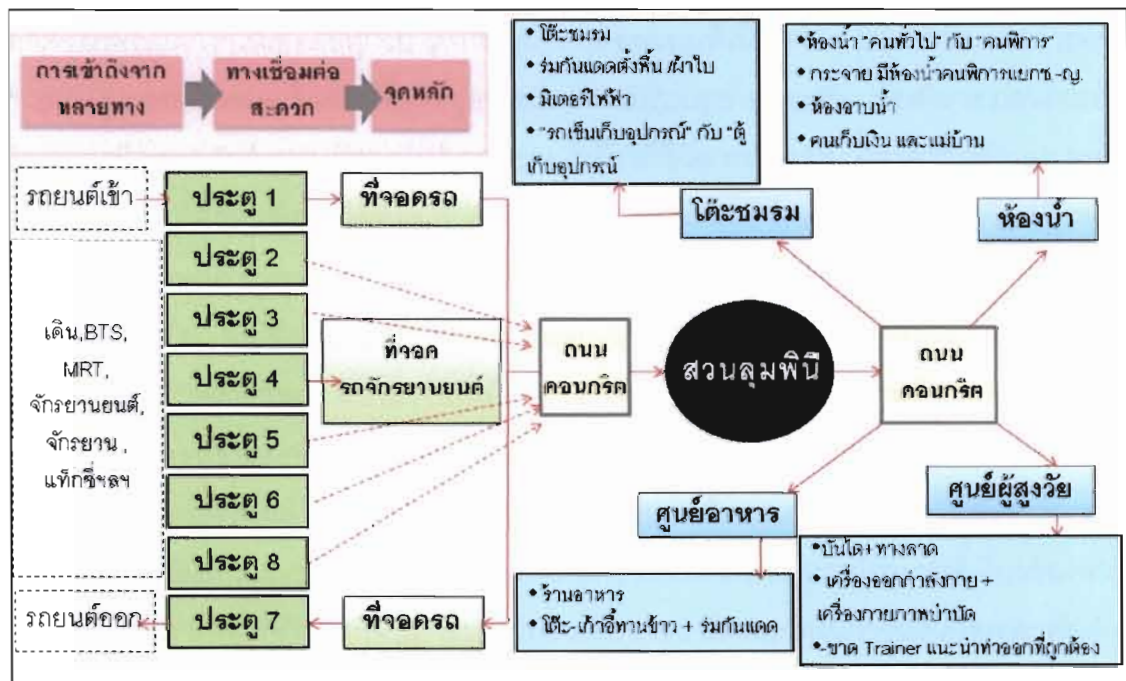 การเข้าถึงจาก
หลายทาง
ทางเชื่อมต่อ
สะดวก
จุดหลัก
• โต๊ะชมรม
• ร่มกันแดดตั้งพื้น /ผ้าใบ
• มิเตอร์ไฟฟ้า
• "รถเข็นเก็บอุปกรณ์" กับ "ตู้
เก็บอุปกรณ์
•ห้องน้ำ "คนทั่วไป" กับ "คนพิการ"
• กระจาย มีห้องน้ำคนพิการแยกช.-ญ.
• ห้องอาบน้ำ
• คนเก็บเงิน และแม่บ้าน
รถยนต์เข้า
ประตู 1
ที่จอดรถ
โต๊ะชมรม
ห้องน้ำ
เดิน,BTS,
MRT,
จักรยานยนต์,
จักรยาน ,
แท็กซี่ฯลฯ
ประตู 2
ประตู 3
ประตู 4
ประตู 5
ประตู 6
ประตู 8
ที่จอด
รถจักรยานยนต์
ถนน
คอนกรีต
สวนลุมพินี
ถนน
คอนกรีต
ศูนย์อาหาร
ศูนย์ผู้สูงวัย
รถยนต์ออก
ประตู 7
ที่จอดรถ
• ร้านอาหาร
• โต๊ะ-เก้าอี้ทานข้าว + ร่มกันแดด
•บันได+ ทางลาด
• เครื่องออกกำลังกาย +
เครื่องกายภาพบำบัด
•-ขาด Trainer แนะนำท่าออกที่ถูกต้อง